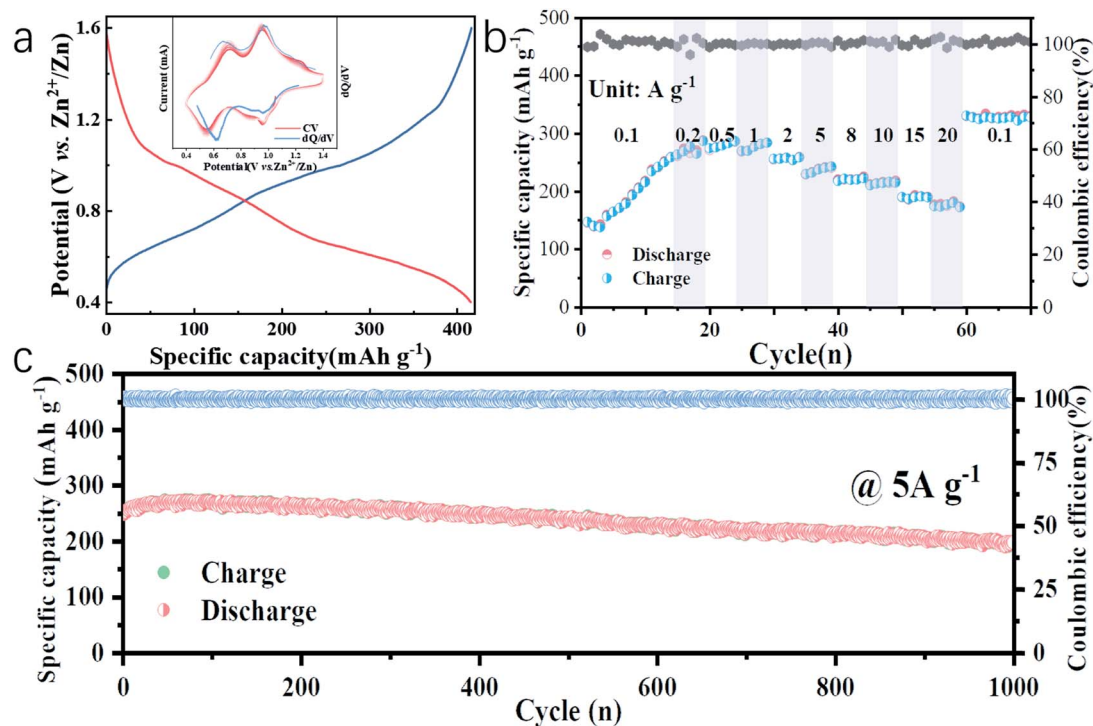 a
Potential (V vs. Zn2+/Zn)
1.6
1.2
0.8
0.4
0
100
200
300
400
Specific capacity(mAh g-1)
Current (mA)
dQ/dV
CV
dQ/dV
0.4
0.6
0.8
1.0
1.2
1.4
Potential(V vs.Zn2+/Zn)
b
Specific capacity (mAh g-1)
500
450
400
350
300
250
200
150
100
50
0
Unit: A g-1
0.1
0.2
0.5
1
2
5
8
10
15
20
0.1
Discharge
Charge
0
20
40
60
Cycle(n)
100
80
60
40
20
0
Coulombic efficiency(%)
c
Specific capacity (mAh g-1)
500
400
300
200
100
0
@ 5A g-1
Charge
Discharge
0
200
400
600
800
1000
Cycle (n)
100
75
50
25
0
Coulombic efficiency(%)